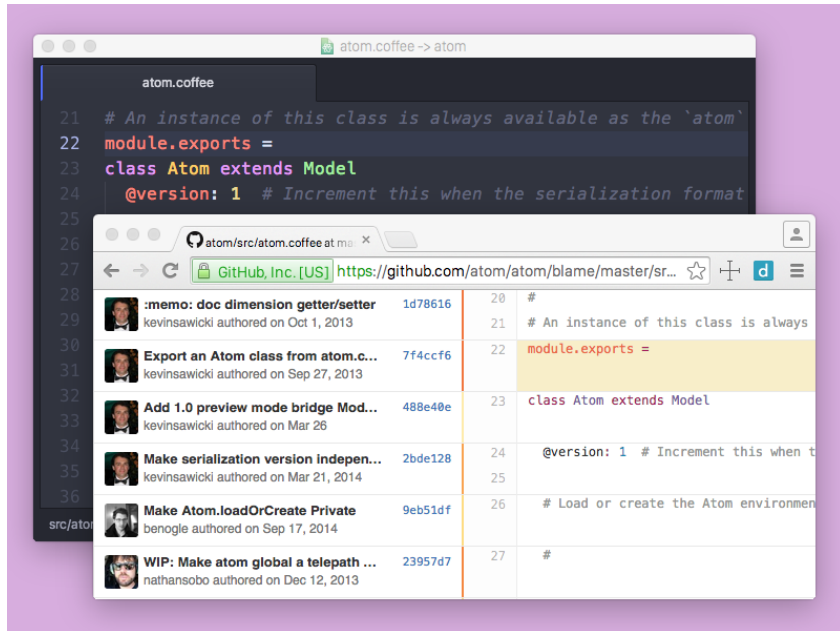 atom.coffee -> atom
atom.coffee
21 # An instance of this class is always available as the `atom`
22 module.exports =
23 class Atom extends Model
24 @version: 1 # Increment this when the serialization format
25
26
27
28
29
30
31
32
33
34
35
36
src/ato
atom/src/atom.coffee at ma
GitHub, Inc. [US] https://github.com/atom/atom/blame/master/sr...
d
:memo: doc dimension getter/setter 1d78616
kevinsawicki authored on Oct 1, 2013
20 #
21 # An instance of this class is always
Export an Atom class from atom.c... 7f4ccf6
kevinsawicki authored on Sep 27, 2013
22 module.exports =
Add 1.0 preview mode bridge Mod... 488e40e
kevinsawicki authored on Mar 26
23 class Atom extends Model
Make serialization version indepen... 2bde128
kevinsawicki authored on Mar 21, 2014
24 @version: 1 # Increment this when t
25
Make Atom.loadOrCreate Private 9eb51df
benogle authored on Sep 17, 2014
26 # Load or create the Atom environmen
WIP: Make atom global a telepath ... 23957d7
nathansobo authored on Dec 12, 2013
27 #